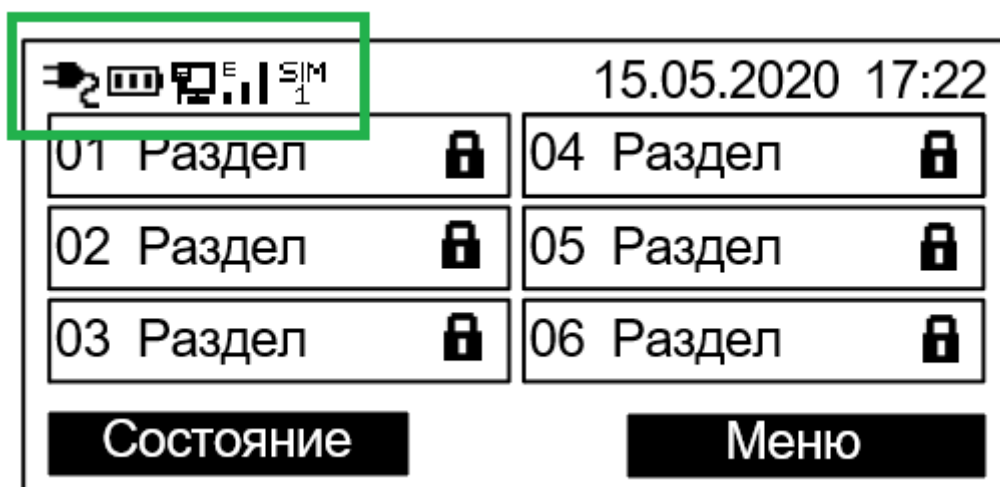 E SIM 1 15.05.2020 17:22
01 Раздел 04 Раздел
02 Раздел 05 Раздел
03 Раздел 06 Раздел
Состояние Меню